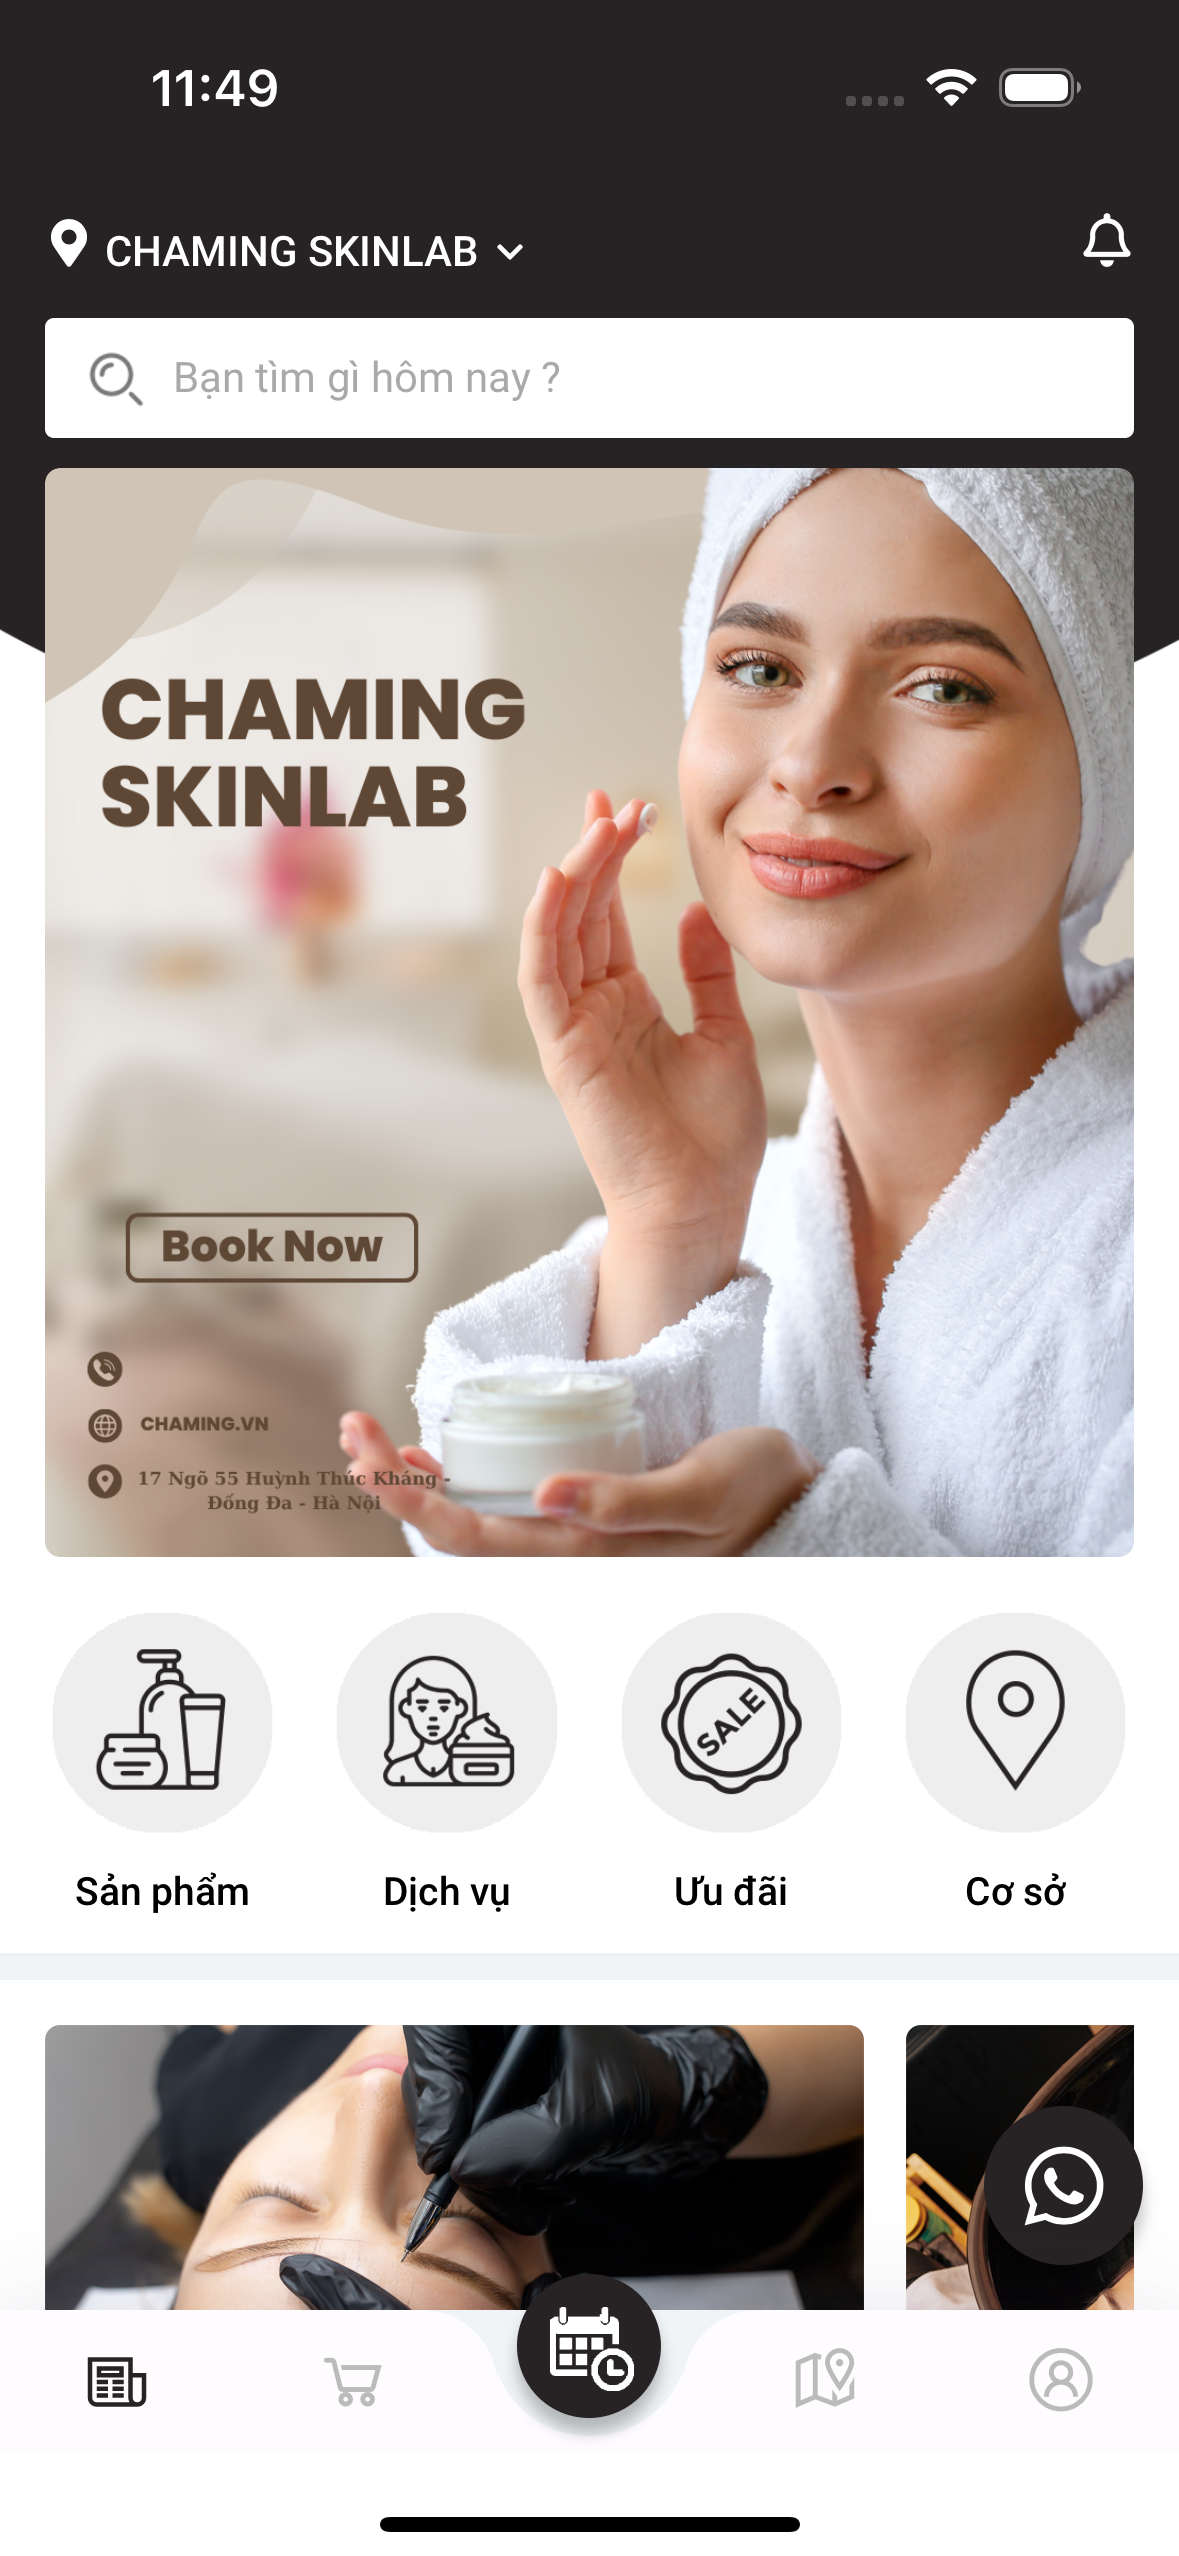 11:49
CHAMING SKINLAB
Bạn tìm gì hôm nay ?
CHAMING
SKINLAB
Book Now
CHAMING.VN
17 Ngõ 55 Huỳnh Thúc Kháng -
Đống Đa - Hà Nội
SALE
Sản phẩm
Dịch vụ
Ưu đãi
Cơ sở